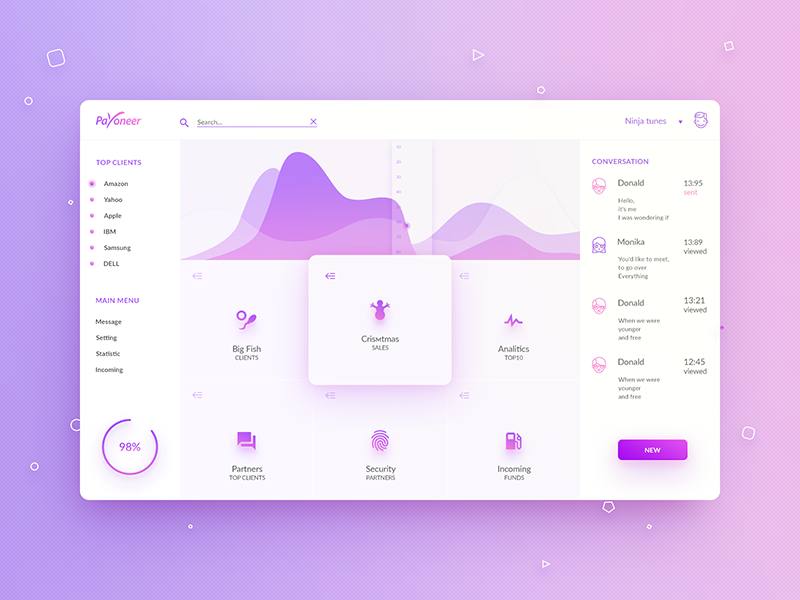 Payoneer
Search...
Ninja tunes
TOP CLIENTS
Amazon
Yahoo
Apple
IBM
Samsung
DELL
MAIN MENU
Message
Setting
Statistic
Incoming
98%
Big Fish
CLIENTS
Crismtmas
SALES
Analitics
TOP10
Partners
TOP CLIENTS
Security
PARTNERS
Incoming
FUNDS
CONVERSATION
Donald 13:95
sent
Hello,
it's me
I was wondering if
Monika 13:89
viewed
You'd like to meet,
to go over
Everything
Donald 13:21
viewed
When we were
younger
and free
Donald 12:45
viewed
When we were
younger
and free
NEW